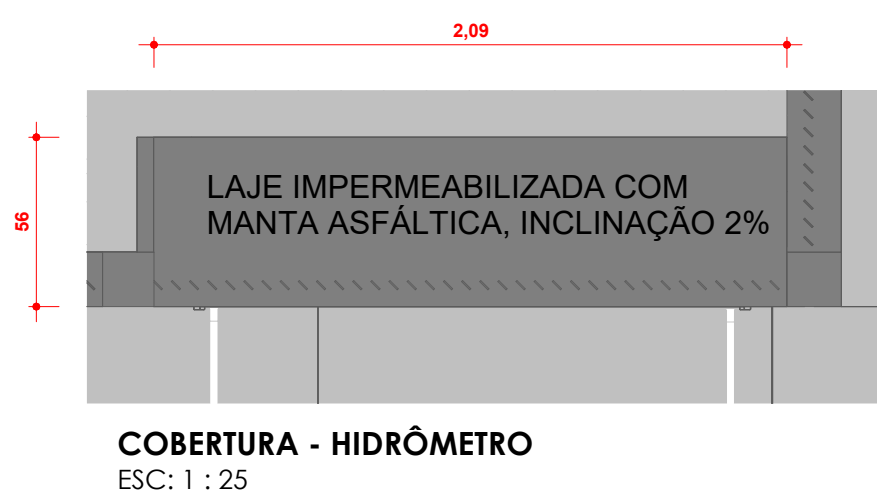 2,09
56
LAJE IMPERMEABILIZADA COM
MANTA ASFÁLTICA, INCLINAÇÃO 2%
COBERTURA - HIDRÔMETRO
ESC: 1 : 25